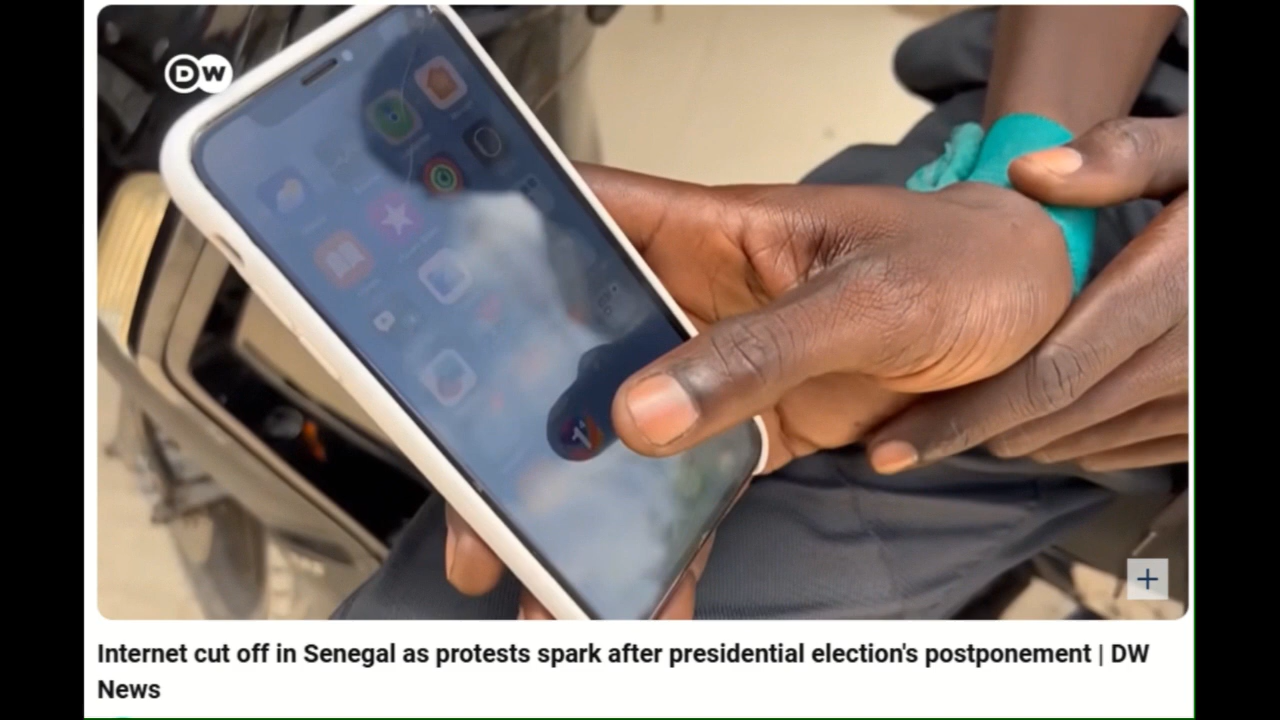 DW
Internet cut off in Senegal as protests spark after presidential election's postponement | DW
News